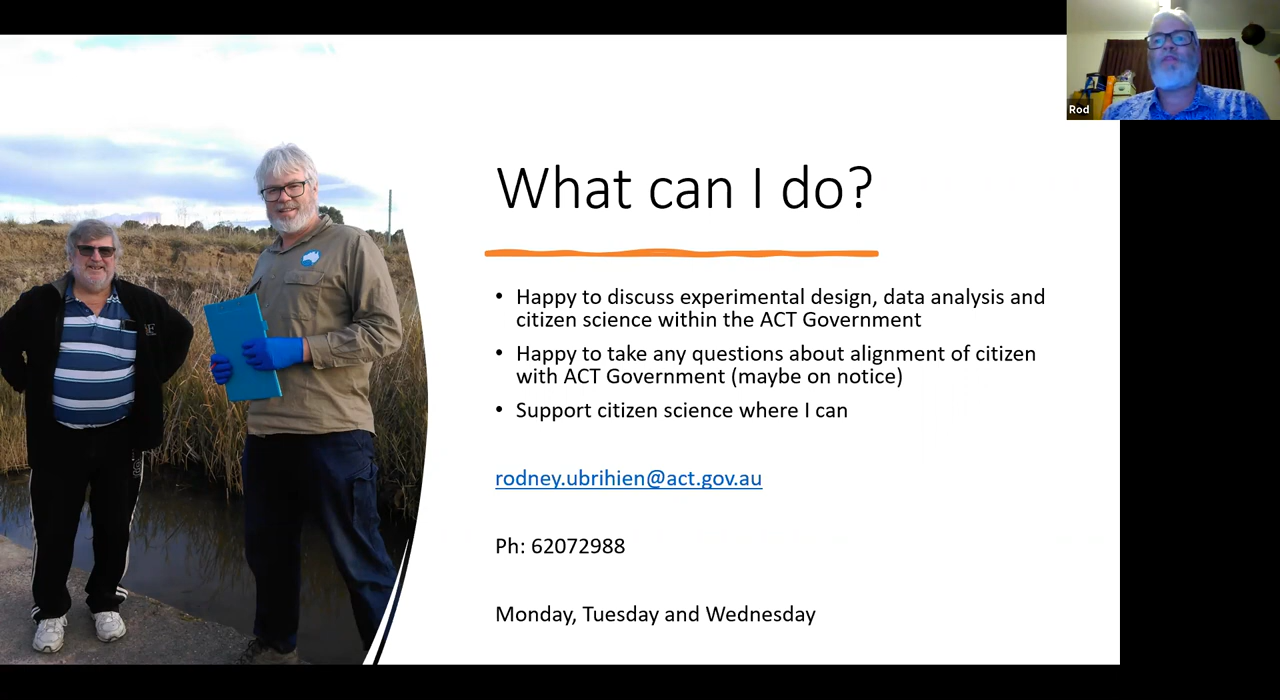 Rod
What can I do?
• Happy to discuss experimental design, data analysis and
citizen science within the ACT Government
• Happy to take any questions about alignment of citizen
with ACT Government (maybe on notice)
• Support citizen science where I can
rodney.ubrihien@act.gov.au
Ph: 62072988
Monday, Tuesday and Wednesday